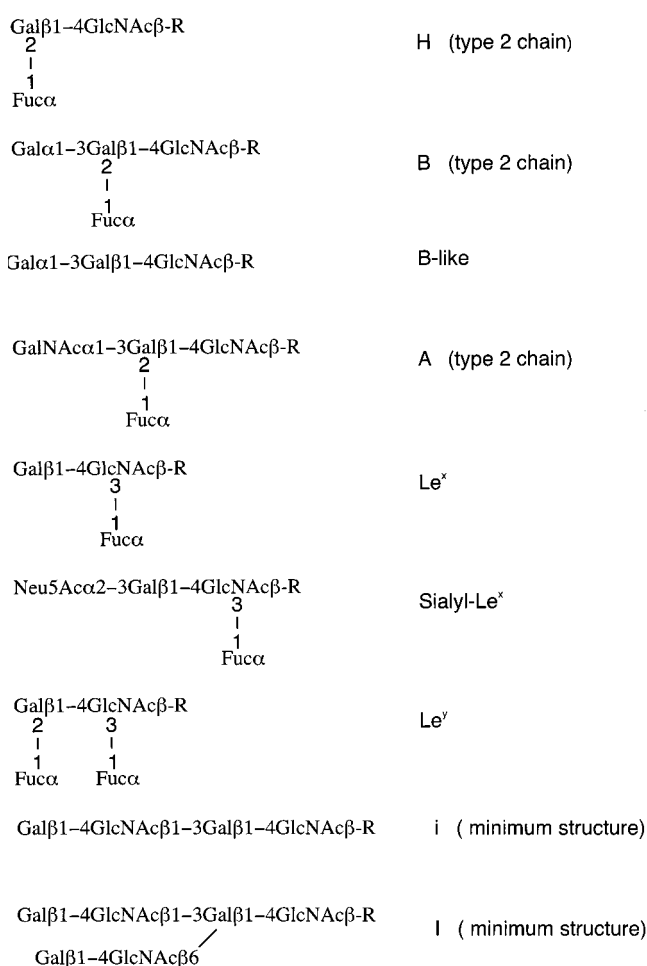 Galβ1–4GlcNAcβ-R
2
1
Fucα
H (type 2 chain)
Galα1–3Galβ1–4GlcNAcβ-R
2
1
Fucα
B (type 2 chain)
Galα1–3Galβ1–4GlcNAcβ-R
B-like
GalNAcα1–3Galβ1–4GlcNAcβ-R
2
1
Fucα
A (type 2 chain)
Galβ1–4GlcNAcβ-R
3
1
Fucα
Leˣ
Neu5Acα2–3Galβ1–4GlcNAcβ-R
3
1
Fucα
Sialyl-Leˣ
Galβ1–4GlcNAcβ-R
2 3
1 1
Fucα Fucα
Leʸ
Galβ1–4GlcNAcβ1–3Galβ1–4GlcNAcβ-R
i ( minimum structure)
Galβ1–4GlcNAcβ1–3Galβ1–4GlcNAcβ-R
Galβ1–4GlcNAcβ6
I ( minimum structure)